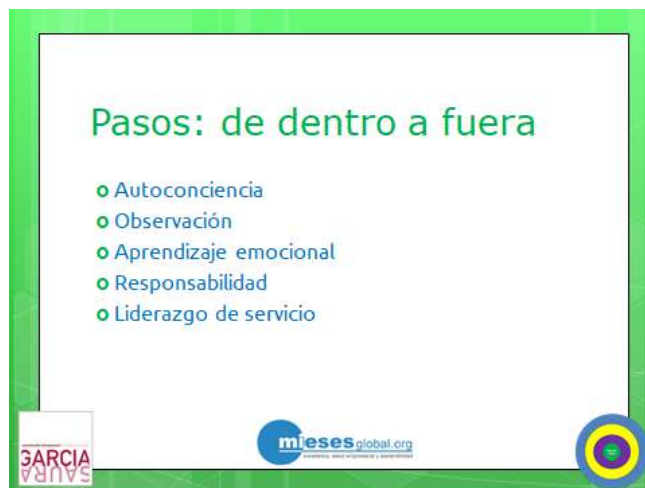 Pasos: de dentro a fuera
Autoconciencia
Observación
Aprendizaje emocional
Responsabilidad
Liderazgo de servicio
mieses global.org
GARCIA
SAURA